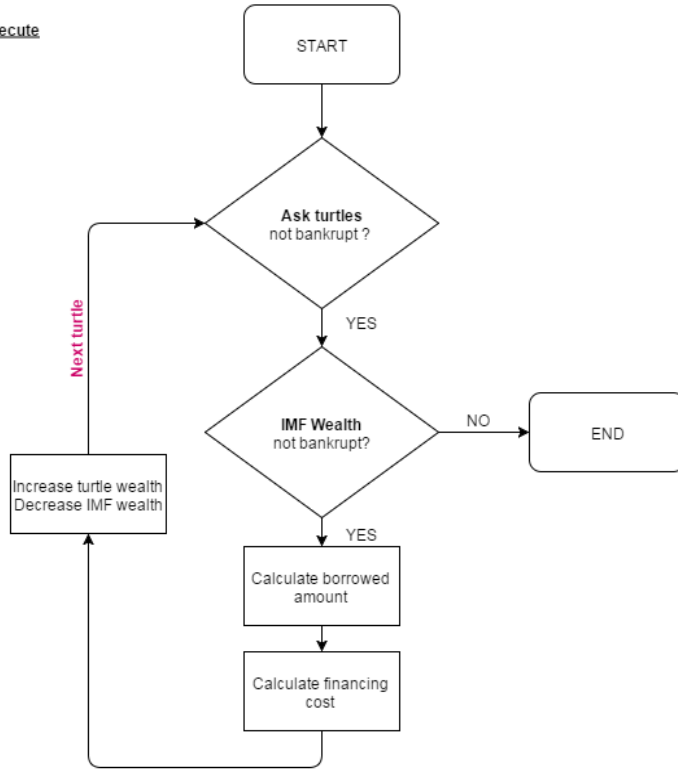 START
Ask turtles
not bankrupt ?
YES
Next turtle
IMF Wealth
not bankrupt?
NO
END
Increase turtle wealth
Decrease IMF wealth
YES
Calculate borrowed
amount
Calculate financing
cost